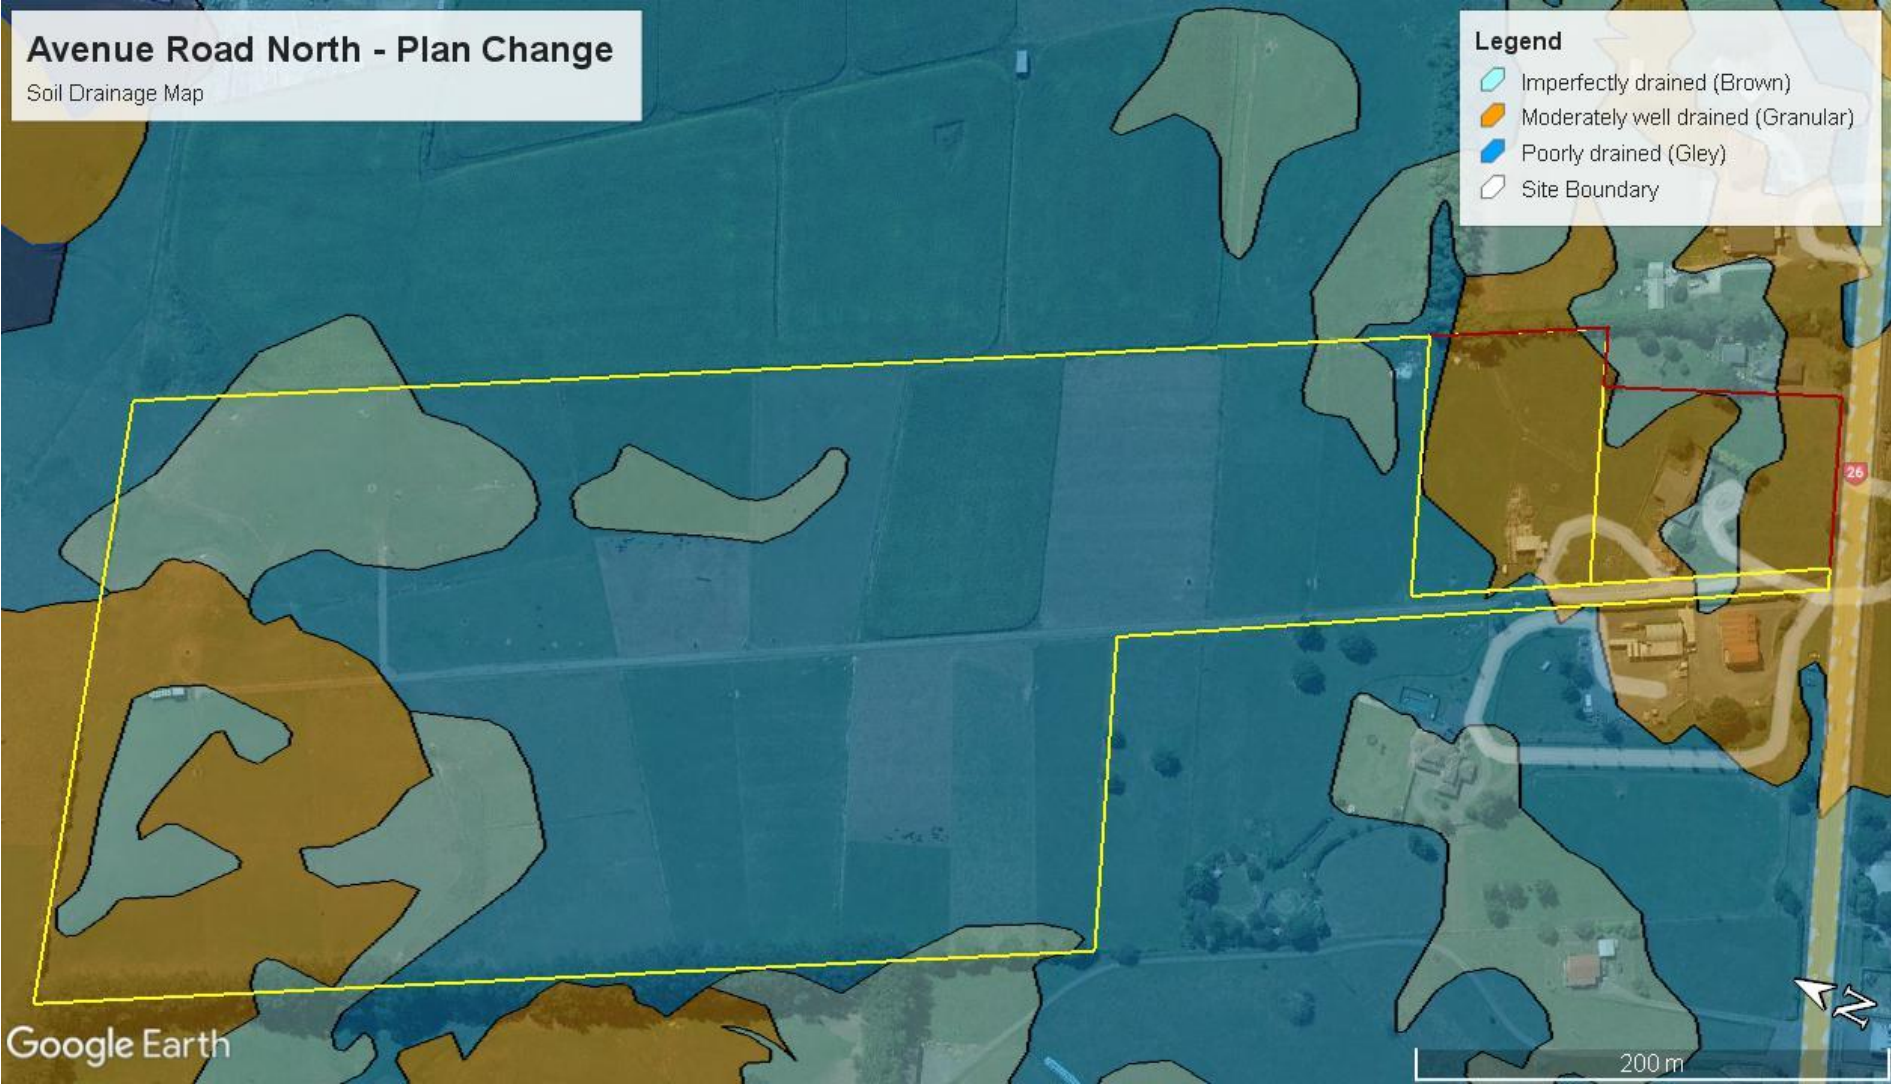 Avenue Road North - Plan Change
Soil Drainage Map
Legend
Imperfectly drained (Brown)
Moderately well drained (Granular)
Poorly drained (Gley)
Site Boundary
26
N
Google Earth
200 m